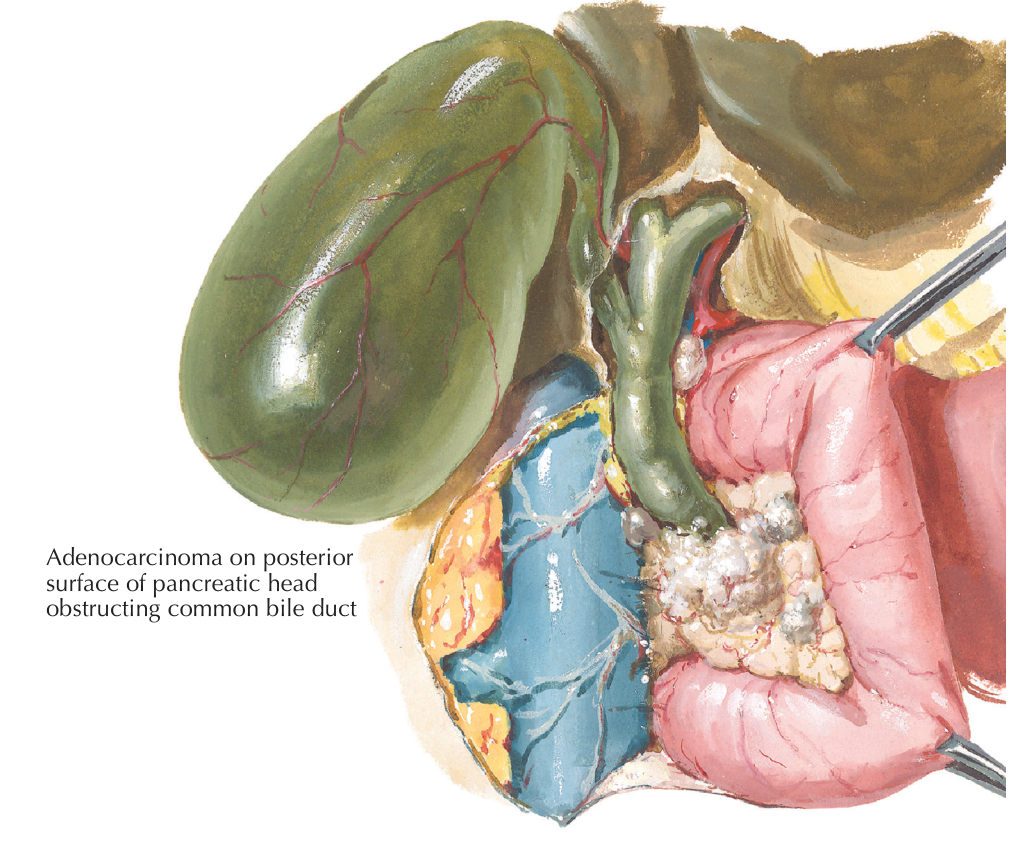 Adenocarcinoma on posterior
surface of pancreatic head
obstructing common bile duct